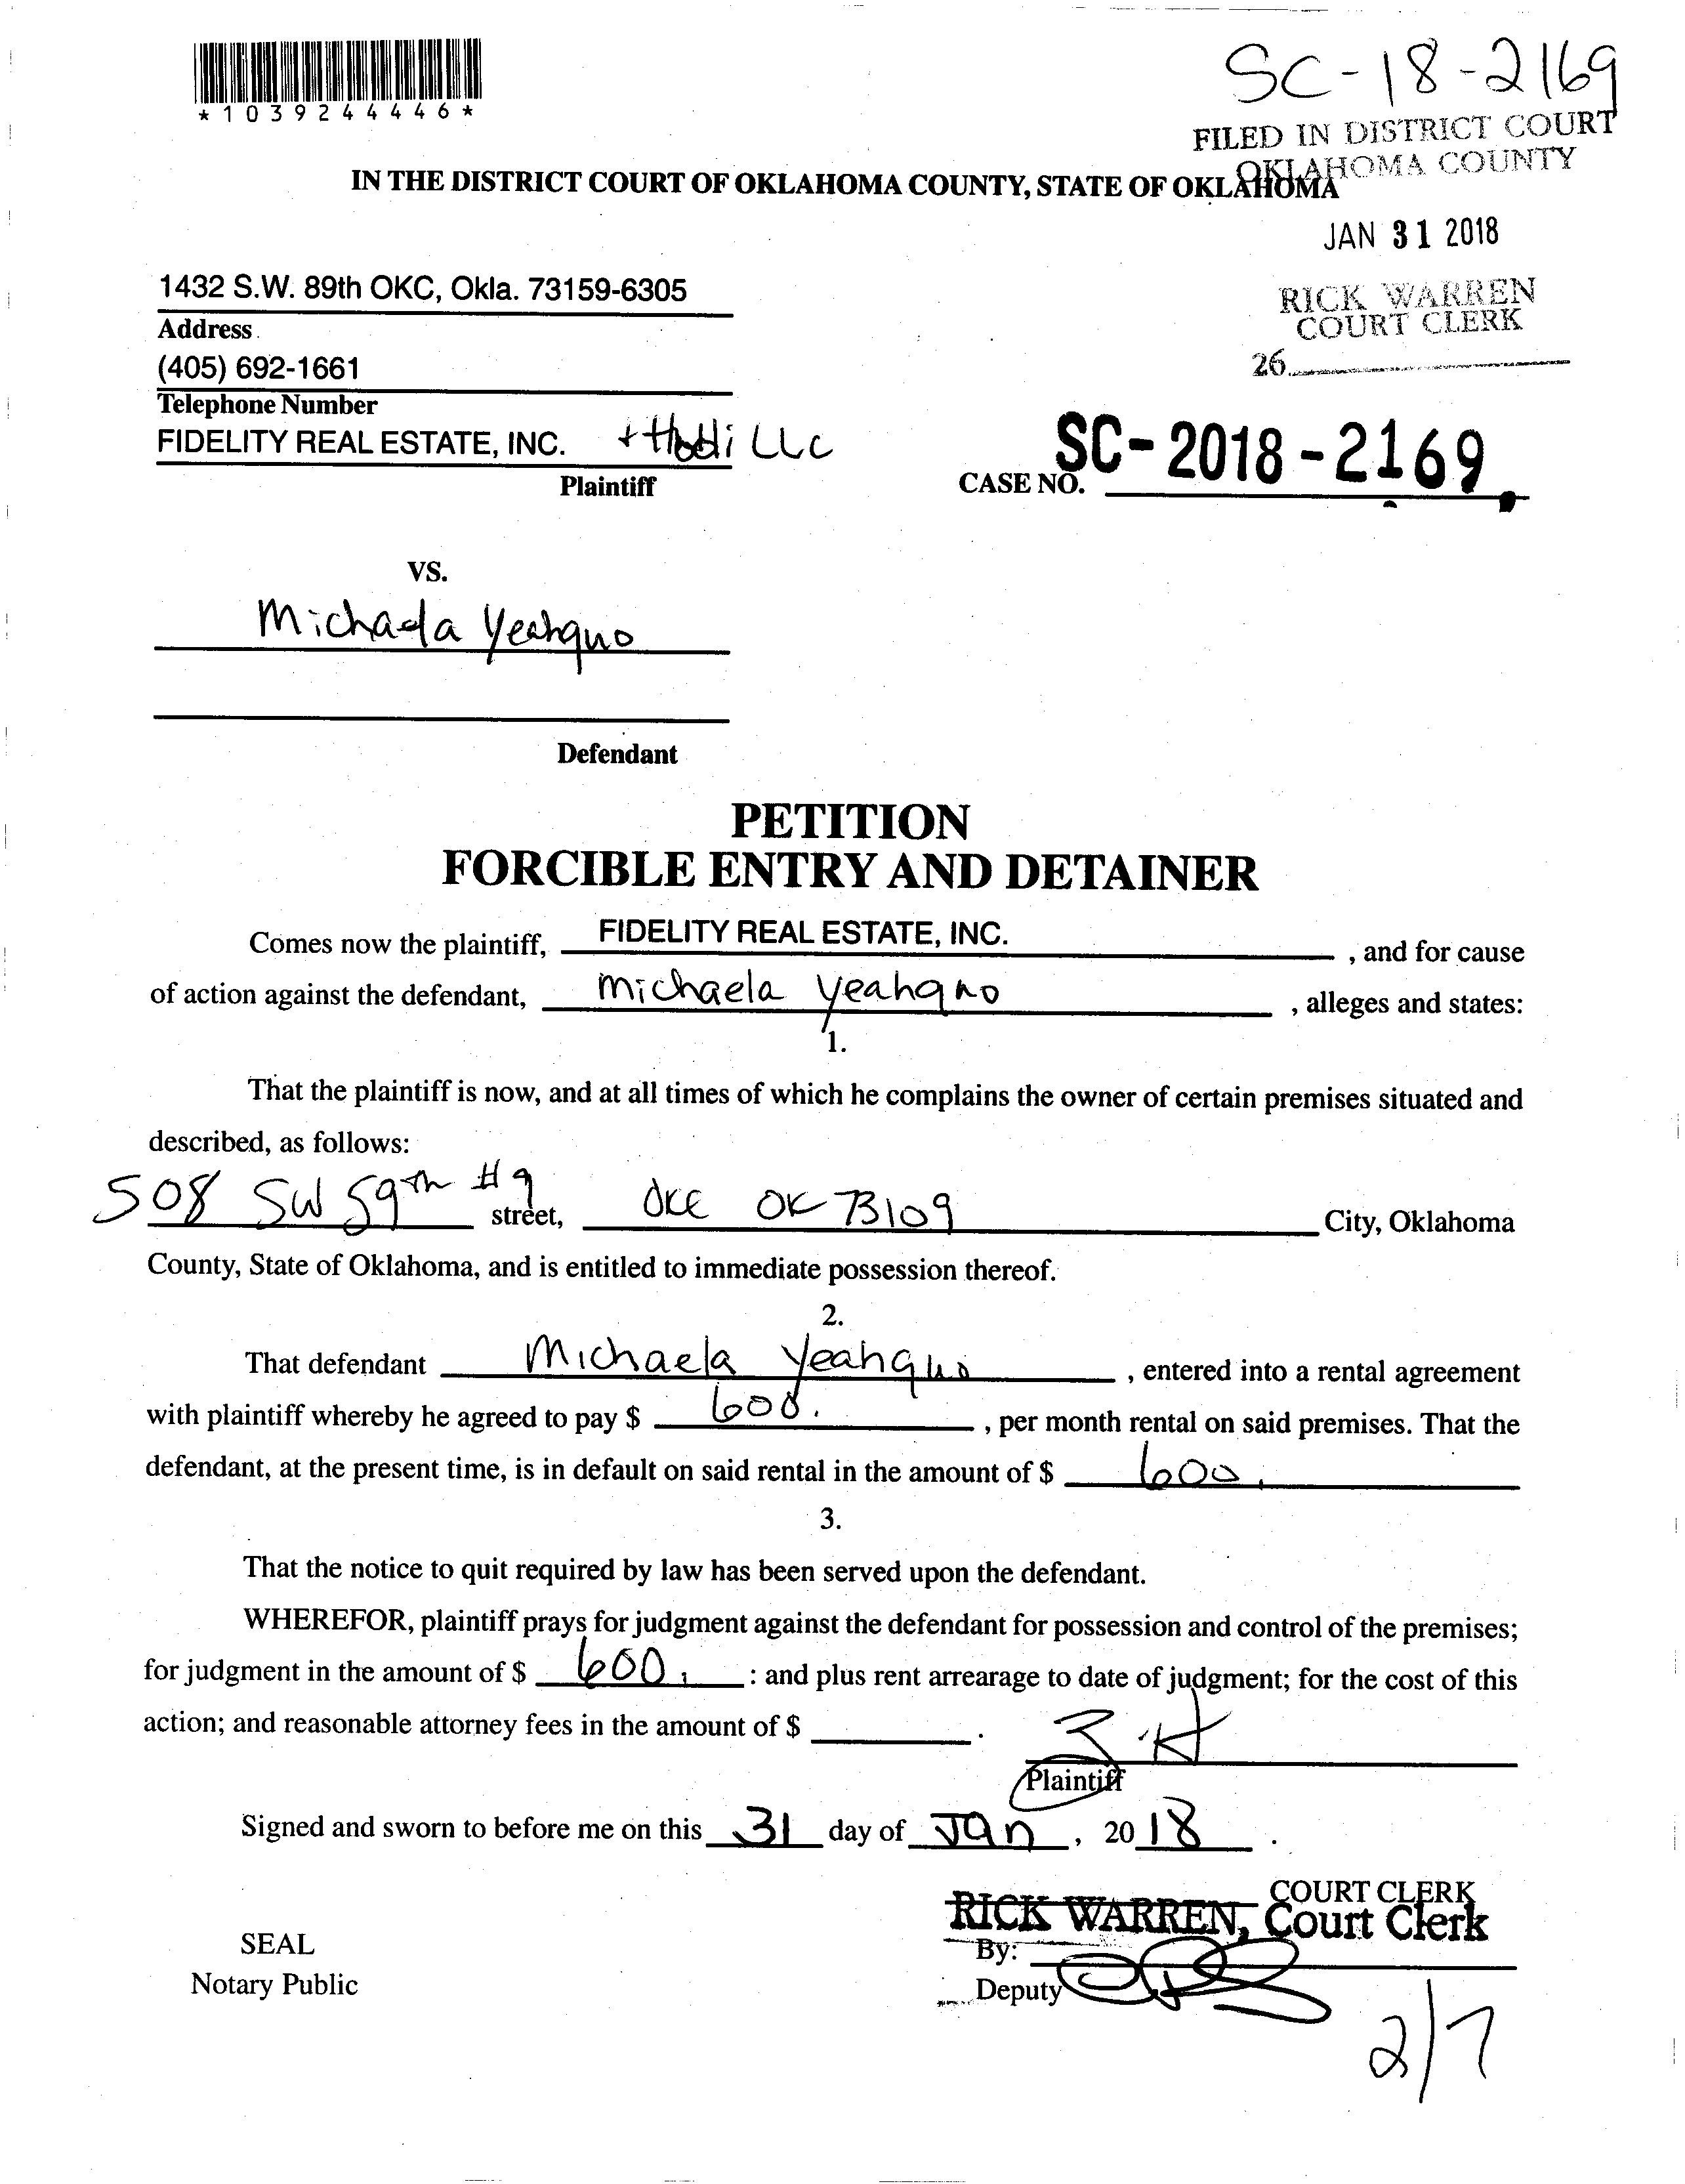 *1039244446*
SC-18-2169
FILED IN DISTRICT COURT
OKLAHOMA COUNTY
IN THE DISTRICT COURT OF OKLAHOMA COUNTY, STATE OF OKLAHOMA
JAN 31 2018
1432 S.W. 89th OKC, Okla. 73159-6305
RICK WARREN
COURT CLERK
Address
(405) 692-1661
26
Telephone Number
FIDELITY REAL ESTATE, INC. + LLC
Plaintiff
CASE NO. SC-2018-2169
VS.
Michaela Yeahquo
Defendant
PETITION
FORCIBLE ENTRY AND DETAINER
Comes now the plaintiff, FIDELITY REAL ESTATE, INC. , and for cause
of action against the defendant, Michaela Yeahquo , alleges and states:
1.
That the plaintiff is now, and at all times of which he complains the owner of certain premises situated and
described, as follows:
508 SW 59th #9 street, OKC OK 73109 City, Oklahoma
County, State of Oklahoma, and is entitled to immediate possession thereof.
2.
That defendant Michaela Yeahquo , entered into a rental agreement
with plaintiff whereby he agreed to pay $ 600. , per month rental on said premises. That the
defendant, at the present time, is in default on said rental in the amount of $ 600.
3.
That the notice to quit required by law has been served upon the defendant.
WHEREFOR, plaintiff prays for judgment against the defendant for possession and control of the premises;
for judgment in the amount of $ 600. : and plus rent arrearage to date of judgment; for the cost of this
action; and reasonable attorney fees in the amount of $ .
Plaintiff
Signed and sworn to before me on this 31 day of Jan , 2018 .
COURT CLERK
RICK WARREN, Court Clerk
SEAL
By:
Notary Public
Deputy
2/7